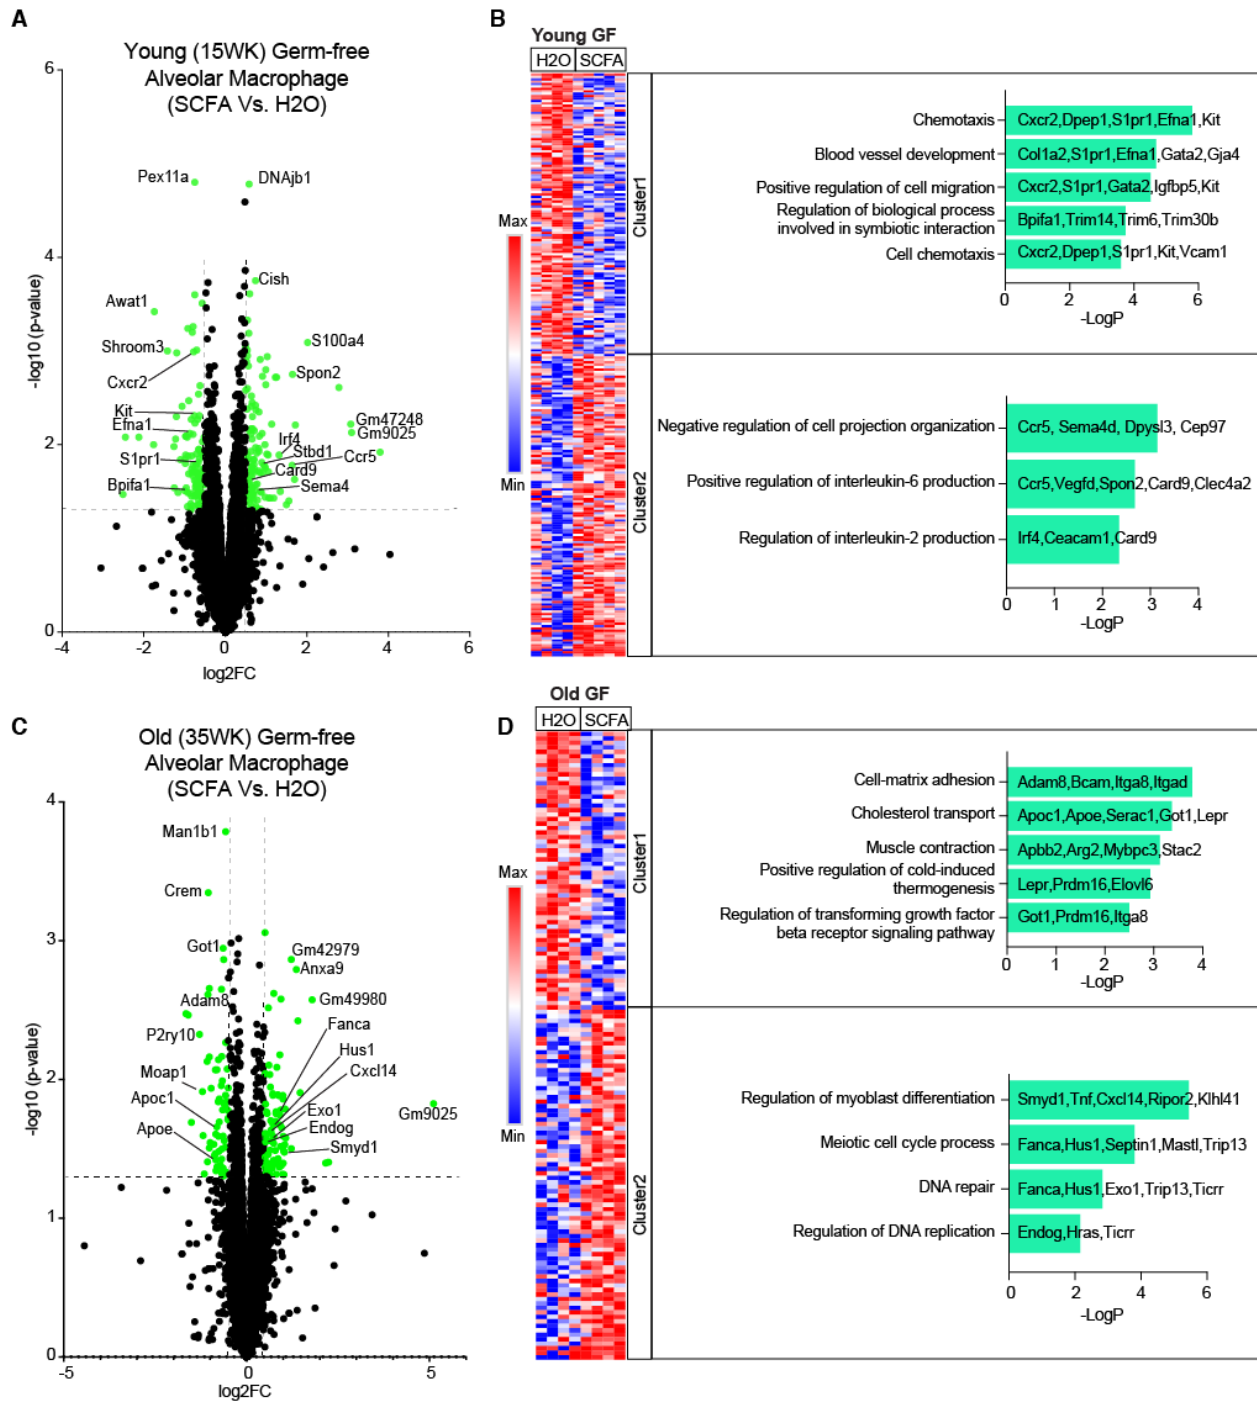 A
Young (15WK) Germ-free
Alveolar Macrophage
(SCFA Vs. H2O)
6
4
2
0
-log10 (p-value)
Pex11a
DNAjb1
Cish
Awat1
S100a4
Shroom3
Spon2
Cxcr2
Kit
Gm47248
Efna1
Gm9025
Irf4
Stbd1
S1pr1
Ccr5
Card9
Bpifa1
Sema4
-4
-2
0
2
4
6
log2FC
B
Young GF
H2O
SCFA
Max
Min
Cluster1
Cluster2
Chemotaxis
Cxcr2,Dpep1,S1pr1,Efna1,Kit
Blood vessel development
Col1a2,S1pr1,Efna1,Gata2,Gja4
Positive regulation of cell migration
Cxcr2,S1pr1,Gata2,Igfbp5,Kit
Regulation of biological process
involved in symbiotic interaction
Bpifa1,Trim14,Trim6,Trim30b
Cell chemotaxis
Cxcr2,Dpep1,S1pr1,Kit,Vcam1
0
2
4
6
-LogP
Negative regulation of cell projection organization
Ccr5, Sema4d, Dpysl3, Cep97
Positive regulation of interleukin-6 production
Ccr5,Vegfd,Spon2,Card9,Clec4a2
Regulation of interleukin-2 production
Irf4,Ceacam1,Card9
0
1
2
3
4
-LogP
C
Old (35WK) Germ-free
Alveolar Macrophage
(SCFA Vs. H2O)
4
3
2
1
0
-log10 (p-value)
Man1b1
Crem
Got1
Gm42979
Anxa9
Adam8
Gm49980
P2ry10
Fanca
Hus1
Moap1
Cxcl14
Apoc1
Exo1
Gm9025
Apoe
Endog
Smyd1
-5
0
5
log2FC
D
Old GF
H2O
SCFA
Max
Min
Cluster1
Cluster2
Cell-matrix adhesion
Adam8,Bcam,Itga8,Itgad
Cholesterol transport
Apoc1,Apoe,Serac1,Got1,Lepr
Muscle contraction
Apbb2,Arg2,Mybpc3,Stac2
Positive regulation of cold-induced
thermogenesis
Lepr,Prdm16,Elovl6
Regulation of transforming growth factor
beta receptor signaling pathway
Got1,Prdm16,Itga8
0
1
2
3
4
-LogP
Regulation of myoblast differentiation
Smyd1,Tnf,Cxcl14,Ripor2,Klhl41
Meiotic cell cycle process
Fanca,Hus1,Septin1,Mastl,Trip13
DNA repair
Fanca,Hus1,Exo1,Trip13,Ticrr
Regulation of DNA replication
Endog,Hras,Ticrr
0
2
4
6
-LogP